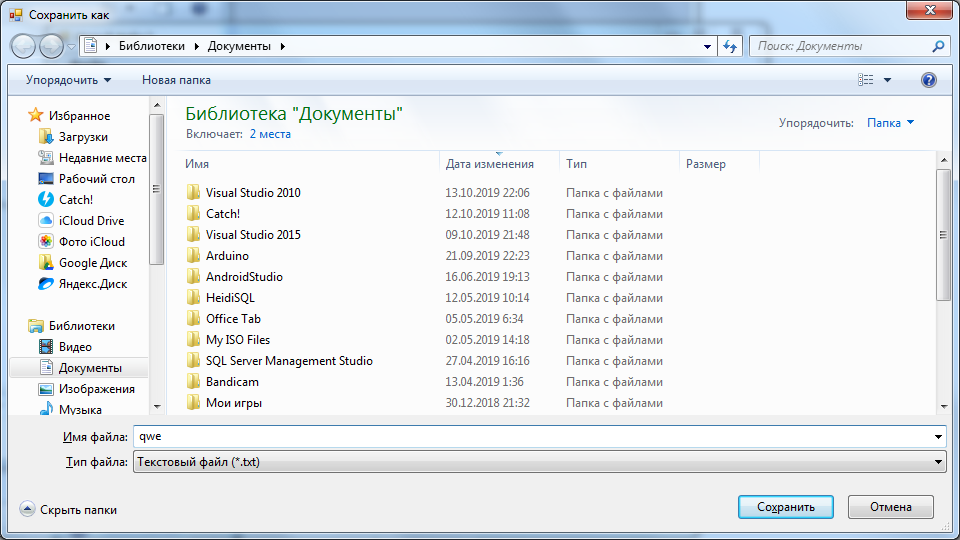 Сохранить как
Библиотеки Документы
Поиск: Документы
Упорядочить Новая папка
Избранное
Загрузки
Недавние места
Рабочий стол
Catch!
iCloud Drive
Фото iCloud
Google Диск
Яндекс.Диск
Библиотеки
Видео
Документы
Изображения
Музыка
Библиотека "Документы"
Включает: 2 места
Упорядочить: Папка
Имя Дата изменения Тип Размер
Visual Studio 2010 13.10.2019 22:06 Папка с файлами
Catch! 12.10.2019 11:08 Папка с файлами
Visual Studio 2015 09.10.2019 21:48 Папка с файлами
Arduino 21.09.2019 22:23 Папка с файлами
AndroidStudio 16.06.2019 19:13 Папка с файлами
HeidiSQL 12.05.2019 10:14 Папка с файлами
Office Tab 05.05.2019 6:34 Папка с файлами
My ISO Files 02.05.2019 14:18 Папка с файлами
SQL Server Management Studio 27.04.2019 16:16 Папка с файлами
Bandicam 13.04.2019 1:36 Папка с файлами
Мои игры 30.12.2018 21:32 Папка с файлами
Имя файла: qwe
Тип файла: Текстовый файл (*.txt)
Скрыть папки
Сохранить Отмена